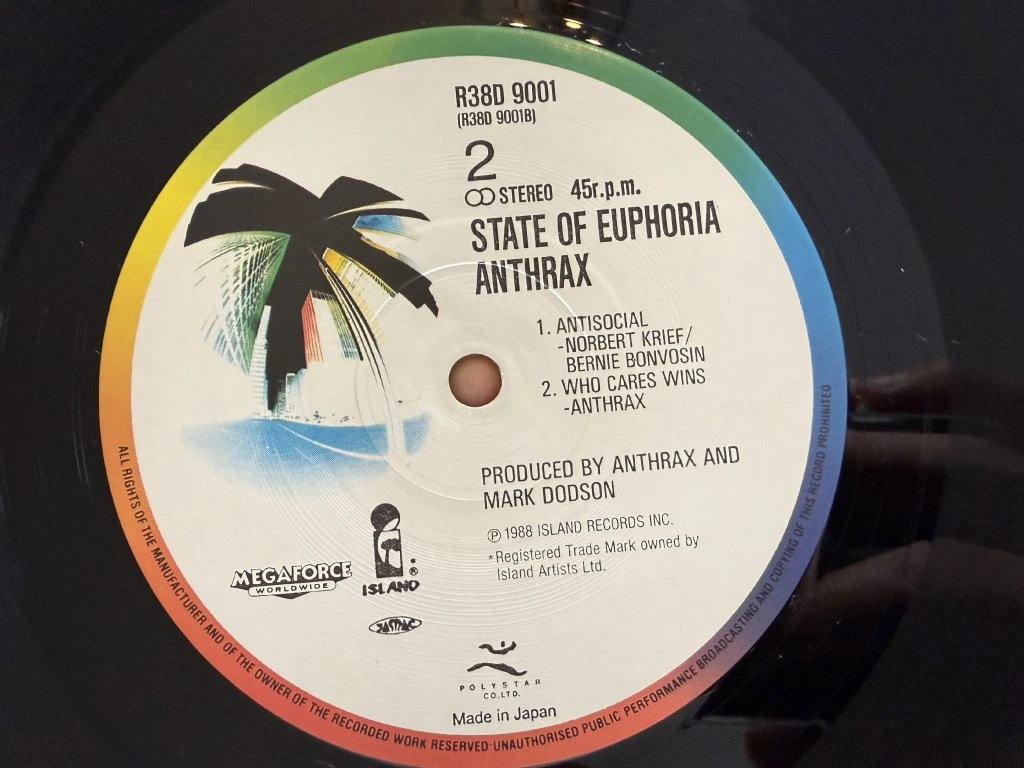 R38D 9001
(R38D 9001B)
2
STEREO 45r.p.m.
STATE OF EUPHORIA
ANTHRAX
1. ANTISOCIAL
-NORBERT KRIEF/
BERNIE BONVOSIN
2. WHO CARES WINS
-ANTHRAX
PRODUCED BY ANTHRAX AND
MARK DODSON
℗ 1988 ISLAND RECORDS INC.
*Registered Trade Mark owned by
Island Artists Ltd.
MEGAFORCE
WORLDWIDE
®
ISLAND
POLYSTAR
CO.LTD.
Made in Japan
ALL RIGHTS OF THE MANUFACTURER AND OF THE OWNER OF THE RECORDED WORK RESERVED·UNAUTHORISED PUBLIC PERFORMANCE BROADCASTING AND COPYING OF THIS RECORD PROHIBITED